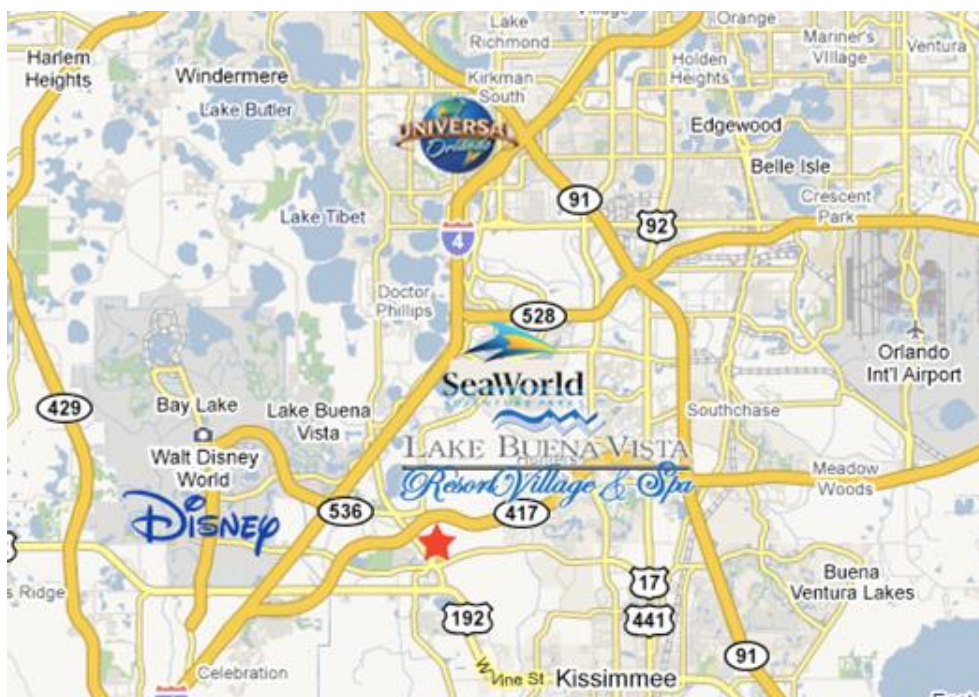 Lake
Richmond
Village
Orange
Mariner's
Village
Ventura
Harlem
Heights
Windermere
Kirkman
South
Holden
Heights
Lake Butler
UNIVERSAL
Orlando
Edgewood
Belle Isle
91
Crescent
Park
Lake Tibet
92
4
Doctor
Phillips
528
Orlando
Int'l Airport
SeaWorld
429
Bay Lake
Lake Buena
Vista
Southchase
LAKE BUENA VISTA
Resort Village & Spa
Walt Disney
World
Meadow
Woods
DISNEY
536
417
s Ridge
17
Buena
Ventura Lakes
192
441
91
Celebration
W Vine St
Kissimmee